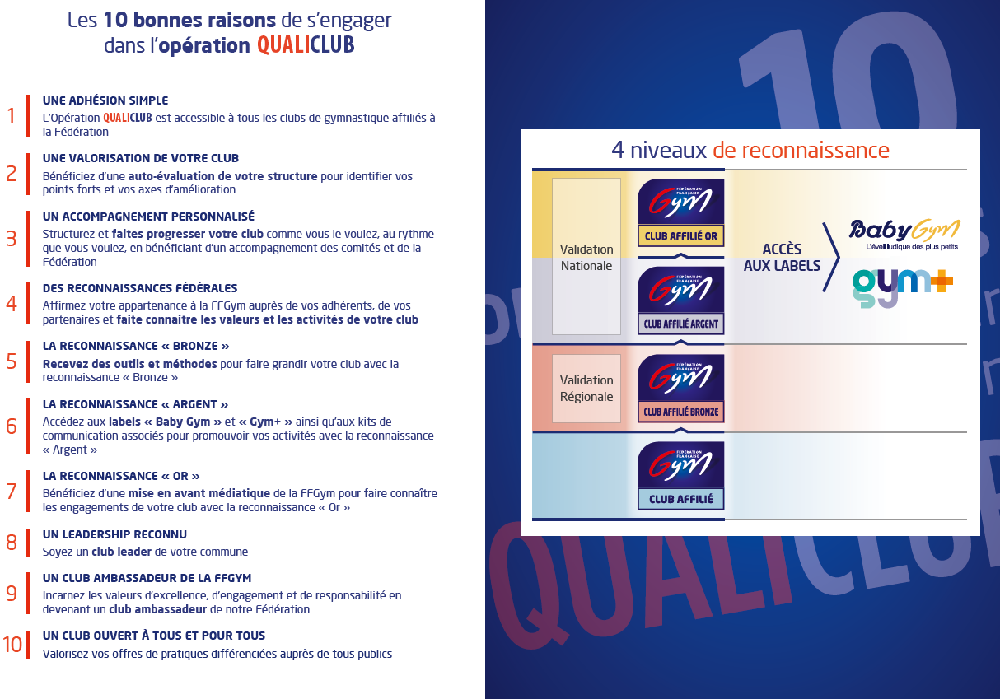 Les 10 bonnes raisons de s'engager
dans l'opération QUALICLUB
1
UNE ADHÉSION SIMPLE
L'Opération QUALICLUB est accessible à tous les clubs de gymnastique affiliés à
la Fédération
2
UNE VALORISATION DE VOTRE CLUB
Bénéficiez d'une auto-évaluation de votre structure pour identifier vos
points forts et vos axes d'amélioration
3
UN ACCOMPAGNEMENT PERSONNALISÉ
Structurez et faites progresser votre club comme vous le voulez, au rythme
que vous voulez, en bénéficiant d'un accompagnement des comités et de la
Fédération
4
DES RECONNAISSANCES FÉDÉRALES
Affirmez votre appartenance à la FFGym auprès de vos adhérents, de vos
partenaires et faite connaitre les valeurs et les activités de votre club
5
LA RECONNAISSANCE « BRONZE »
Recevez des outils et méthodes pour faire grandir votre club avec la
reconnaissance « Bronze »
6
LA RECONNAISSANCE « ARGENT »
Accédez aux labels « Baby Gym » et « Gym+ » ainsi qu'aux kits de
communication associés pour promouvoir vos activités avec la reconnaissance
« Argent »
7
LA RECONNAISSANCE « OR »
Bénéficiez d'une mise en avant médiatique de la FFGym pour faire connaître
les engagements de votre club avec la reconnaissance « Or »
8
UN LEADERSHIP RECONNU
Soyez un club leader de votre commune
9
UN CLUB AMBASSADEUR DE LA FFGYM
Incarnez les valeurs d'excellence, d'engagement et de responsabilité en
devenant un club ambassadeur de notre Fédération
10
UN CLUB OUVERT À TOUS ET POUR TOUS
Valorisez vos offres de pratiques différenciées auprès de tous publics
10
4 niveaux de reconnaissance
Validation
Nationale
FÉDÉRATION
FRANÇAISE
Gym
CLUB AFFILIÉ OR
FÉDÉRATION
FRANÇAISE
Gym
CLUB AFFILIÉ ARGENT
ACCÈS
AUX LABELS
BabyGym
L'éveil ludique des plus petits
gym+
Validation
Régionale
FÉDÉRATION
FRANÇAISE
Gym
CLUB AFFILIÉ BRONZE
FÉDÉRATION
FRANÇAISE
Gym
CLUB AFFILIÉ
QUALICLUB